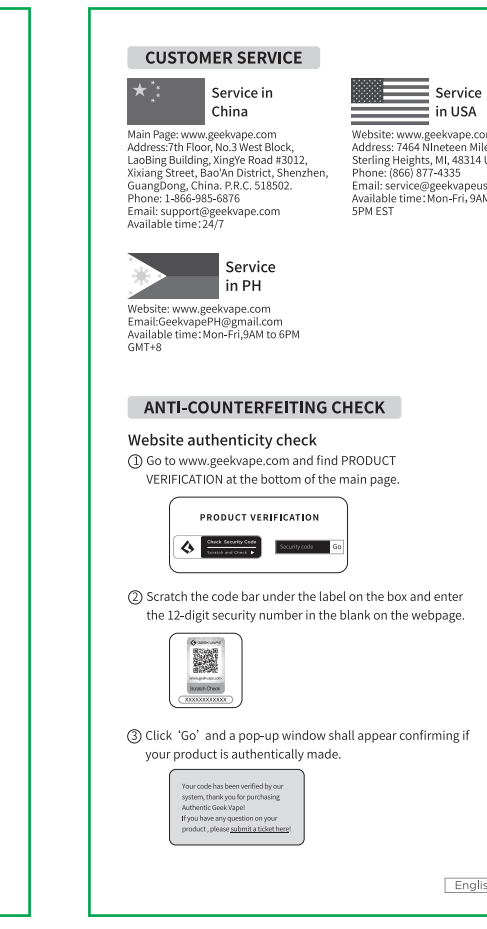 CUSTOMER SERVICE
Service in
China
Main Page: www.geekvape.com
Address:7th Floor, No.3 West Block,
LaoBing Building, XingYe Road #3012,
Xixiang Street, Bao'An District, Shenzhen,
GuangDong, China. P.R.C. 518502.
Phone: 1-866-985-6876
Email: support@geekvape.com
Available time:24/7
Service
in USA
Website: www.geekvape.com
Address: 7464 NIneteen Mile
Sterling Heights, MI, 48314 U
Phone: (866) 877-4335
Email: service@geekvapeus
Available time:Mon-Fri, 9AM
5PM EST
Service
in PH
Website: www.geekvape.com
Email:GeekvapePH@gmail.com
Available time:Mon-Fri,9AM to 6PM
GMT+8
ANTI-COUNTERFEITING CHECK
Website authenticity check
① Go to www.geekvape.com and find PRODUCT
VERIFICATION at the bottom of the main page.
PRODUCT VERIFICATION
Check Security Code
Scratch and Check
Security code Go
② Scratch the code bar under the label on the box and enter
the 12-digit security number in the blank on the webpage.
GEEKVAPE
www.geekvape.com
Scratch Check
XXXXXXXXXXXX
③ Click ‘Go’ and a pop-up window shall appear confirming if
your product is authentically made.
Your code has been verified by our
system, thank you for purchasing
Authentic Geek Vape!
If you have any question on your
product , please submit a ticket here!
Englis